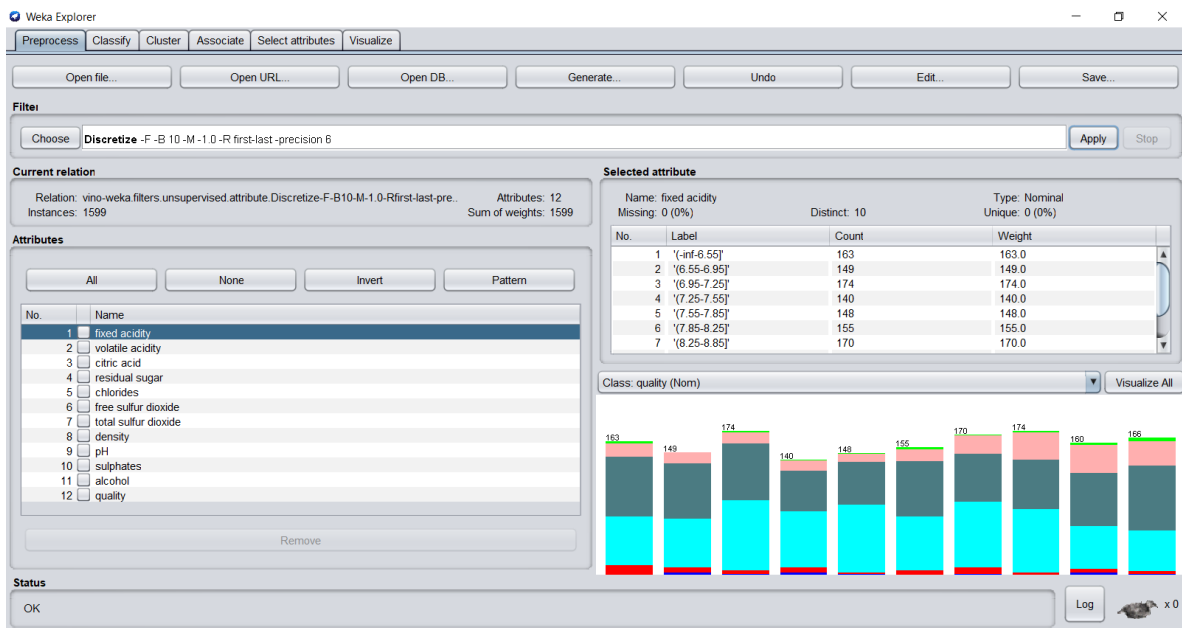 Weka Explorer
Preprocess Classify Cluster Associate Select attributes Visualize
Open file... Open URL... Open DB... Generate... Undo Edit... Save...
Filter
Choose Discretize -F -B 10 -M -1.0 -R first-last -precision 6 Apply Stop
Current relation
Relation: vino-weka.filters.unsupervised.attribute.Discretize-F-B10-M-1.0-Rfirst-last-pre.. Attributes: 12
Instances: 1599 Sum of weights: 1599
Attributes
All None Invert Pattern
No. Name
1 fixed acidity
2 volatile acidity
3 citric acid
4 residual sugar
5 chlorides
6 free sulfur dioxide
7 total sulfur dioxide
8 density
9 pH
10 sulphates
11 alcohol
12 quality
Remove
Selected attribute
Name: fixed acidity Type: Nominal
Missing: 0 (0%) Distinct: 10 Unique: 0 (0%)
No. Label Count Weight
1 '(-inf-6.55]' 163 163.0
2 '(6.55-6.95]' 149 149.0
3 '(6.95-7.25]' 174 174.0
4 '(7.25-7.55]' 140 140.0
5 '(7.55-7.85]' 148 148.0
6 '(7.85-8.25]' 155 155.0
7 '(8.25-8.85]' 170 170.0
Class: quality (Nom) Visualize All
163 149 174 140 148 155 170 174 160 166
Status
OK Log x 0